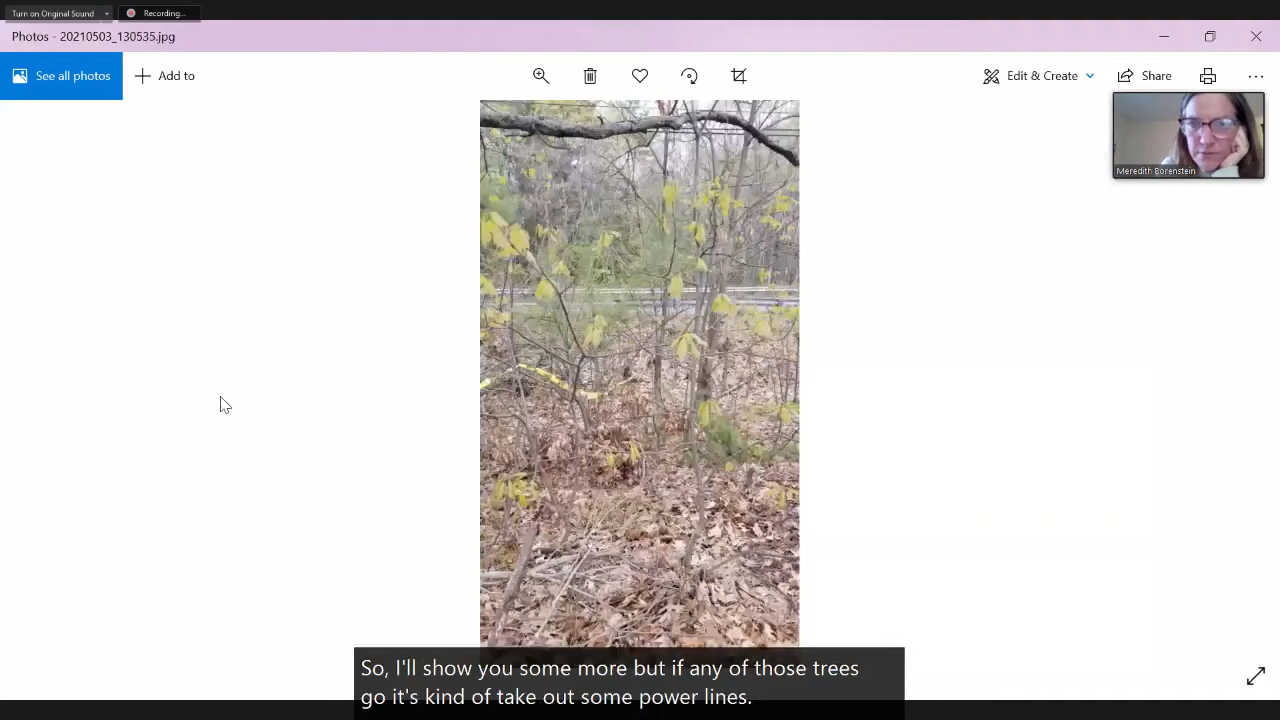 Turn on Original Sound
Recording...
Photos - 20210503_130535.jpg
See all photos
Add to
Edit & Create
Share
Meredith Borenstein
So, I'll show you some more but if any of those trees
go it's kind of take out some power lines.